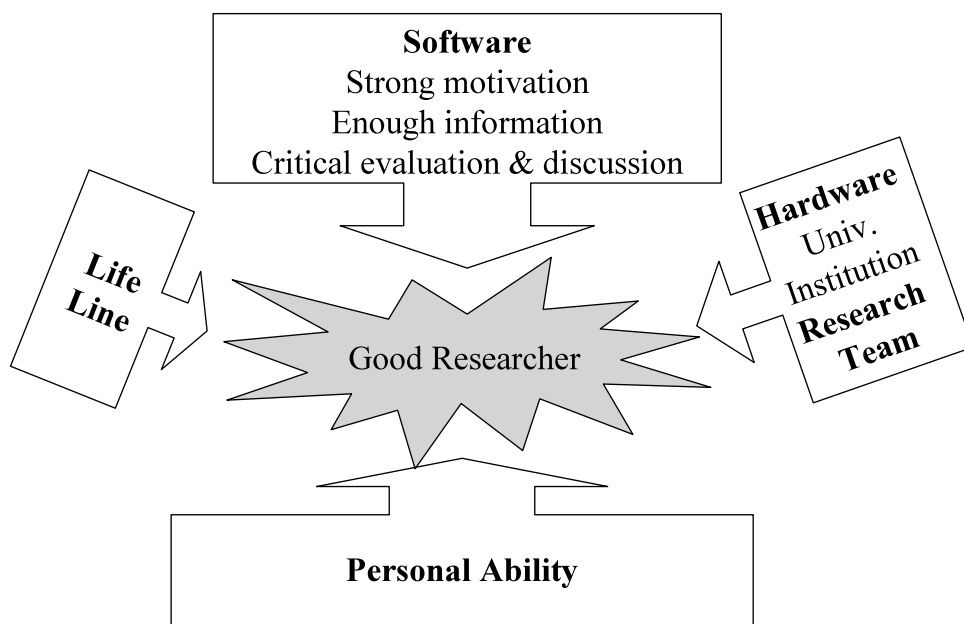 Software
Strong motivation
Enough information
Critical evaluation & discussion
Life
Line
Hardware
Univ.
Institution
Research
Team
Good Researcher
Personal Ability